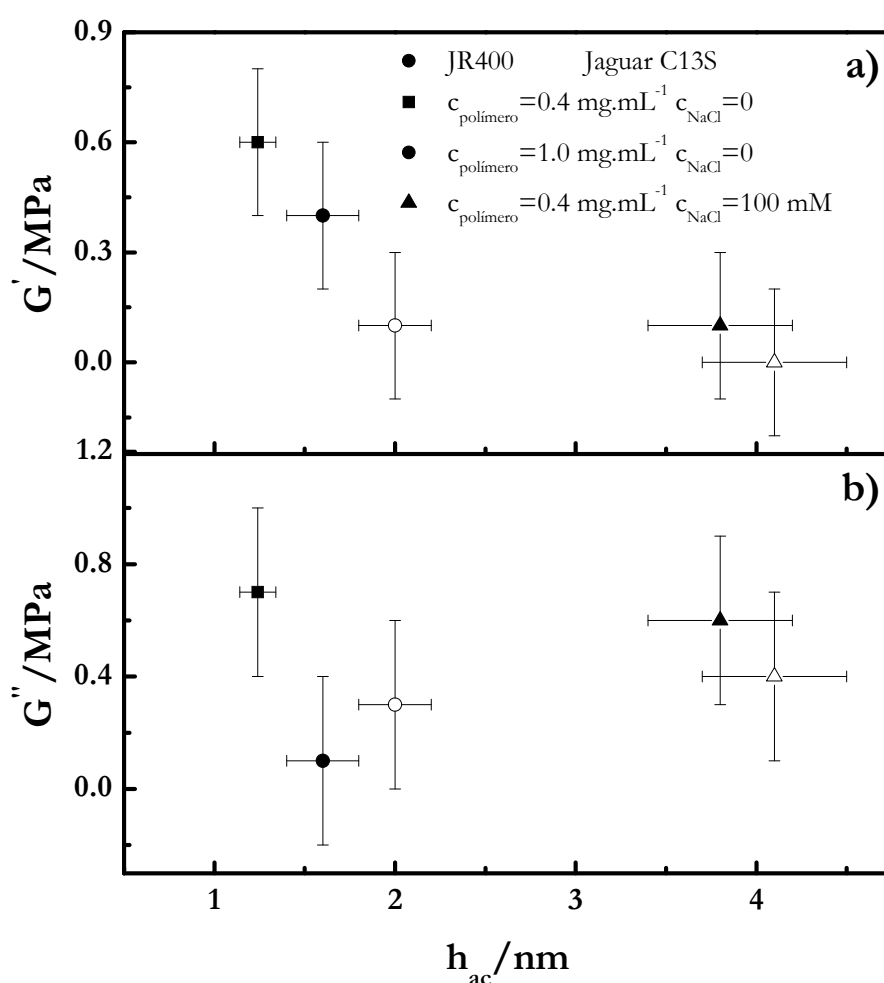 0.9
a)
● JR400 Jaguar C13S
■ c_polímero=0.4 mg.mL⁻¹ c_NaCl=0
● c_polímero=1.0 mg.mL⁻¹ c_NaCl=0
▲ c_polímero=0.4 mg.mL⁻¹ c_NaCl=100 mM
0.6
G'/MPa
0.3
0.0
1.2
b)
0.8
G"/MPa
0.4
0.0
1 2 3 4
h_ac/nm